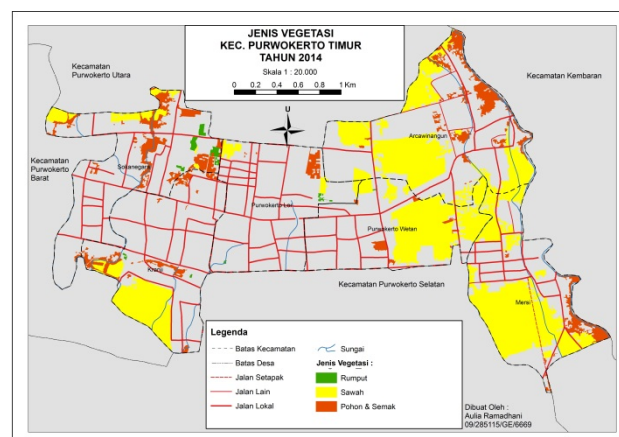 JENIS VEGETASI
KEC. PURWOKERTO TIMUR
TAHUN 2014
Skala 1 : 20.000
0 0.2 0.4 0.6 0.8 1 Km
U
Kecamatan
Purwokerto Utara
Kecamatan Kembaran
Kecamatan
Purwokerto
Barat
Arcawinangun
Sokanegara
Purwokerto Lor
Purwokerto Wetan
Kranji
Kecamatan Purwokerto Selatan
Mersi
Legenda
Batas Kecamatan
Batas Desa
Jalan Setapak
Jalan Lain
Jalan Lokal
Sungai
Jenis Vegetasi :
Rumput
Sawah
Pohon & Semak
Dibuat Oleh :
Aulia Ramadhani
09/285115/GE/6669